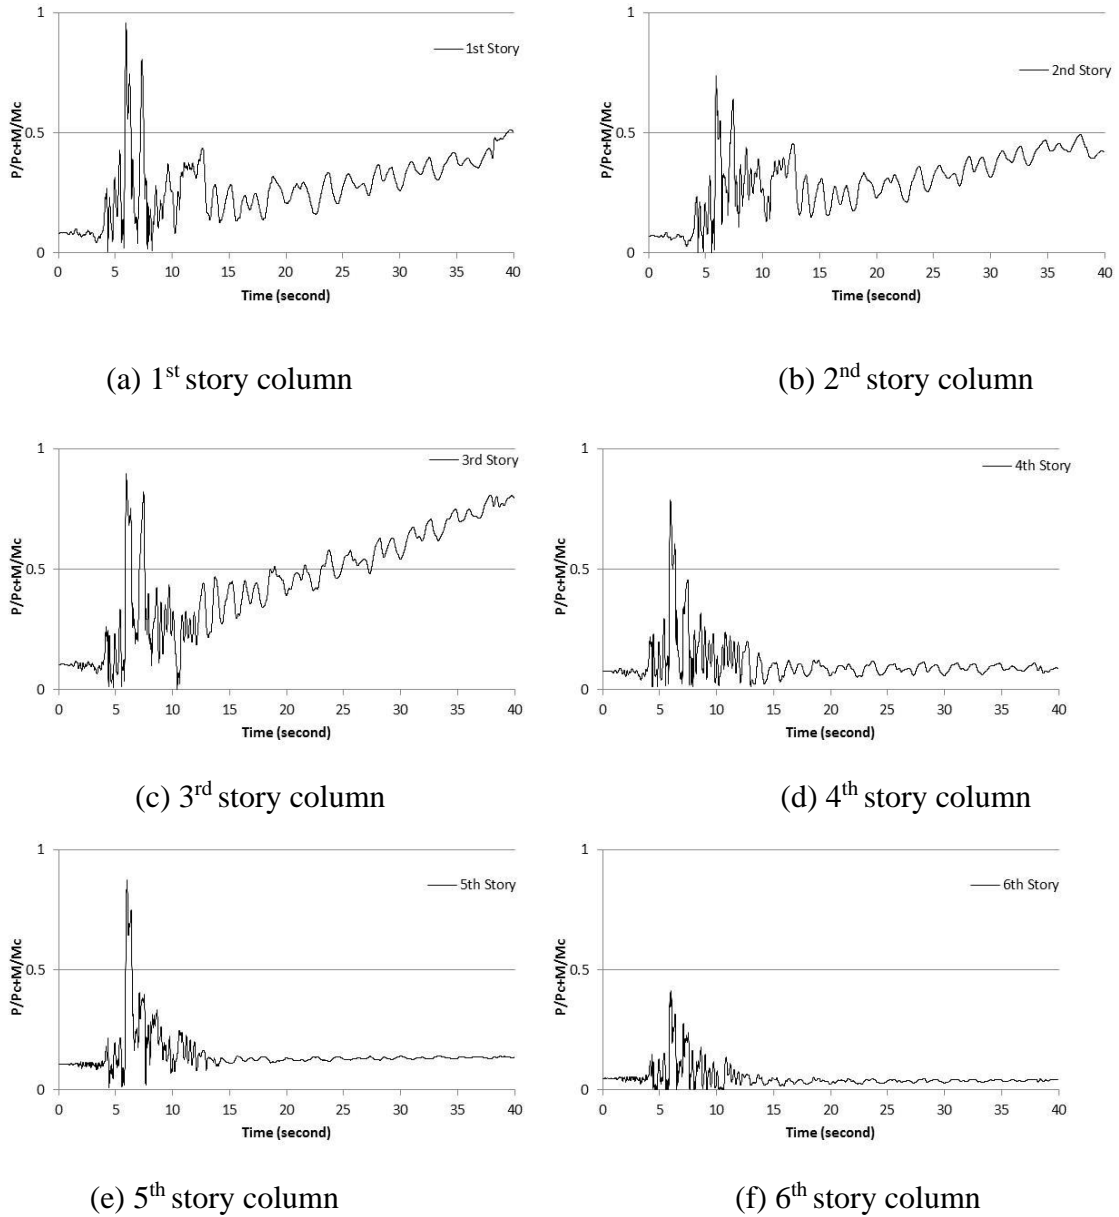 1
1st Story
0.5
P/Pc+M/Mc
0
0 5 10 15 20 25 30 35 40
Time (second)
(a) 1st story column
1
2nd Story
0.5
P/Pc+M/Mc
0
0 5 10 15 20 25 30 35 40
Time (second)
(b) 2nd story column
1
3rd Story
0.5
P/Pc+M/Mc
0
0 5 10 15 20 25 30 35 40
Time (second)
(c) 3rd story column
1
4th Story
0.5
P/Pc+M/Mc
0
0 5 10 15 20 25 30 35 40
Time (second)
(d) 4th story column
1
5th Story
0.5
P/Pc+M/Mc
0
0 5 10 15 20 25 30 35 40
Time (second)
(e) 5th story column
1
6th Story
0.5
P/Pc+M/Mc
0
0 5 10 15 20 25 30 35 40
Time (second)
(f) 6th story column